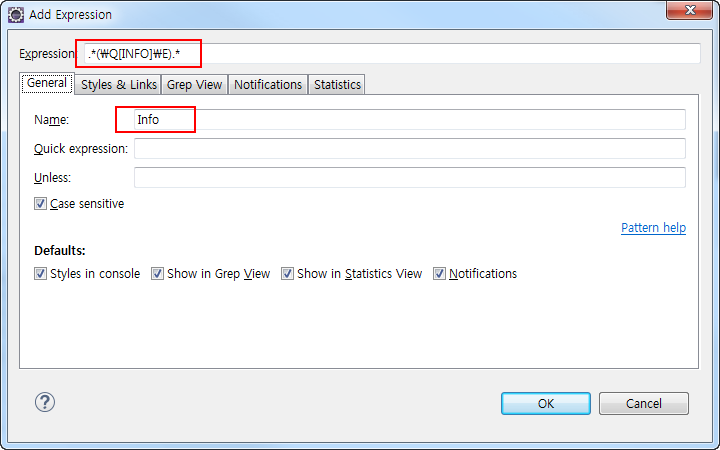 Add Expression
Expression .*(₩Q[INFO]₩E).*
General Styles & Links Grep View Notifications Statistics
Name: Info
Quick expression:
Unless:
Case sensitive
Pattern help
Defaults:
Styles in console Show in Grep View Show in Statistics View Notifications
? OK Cancel